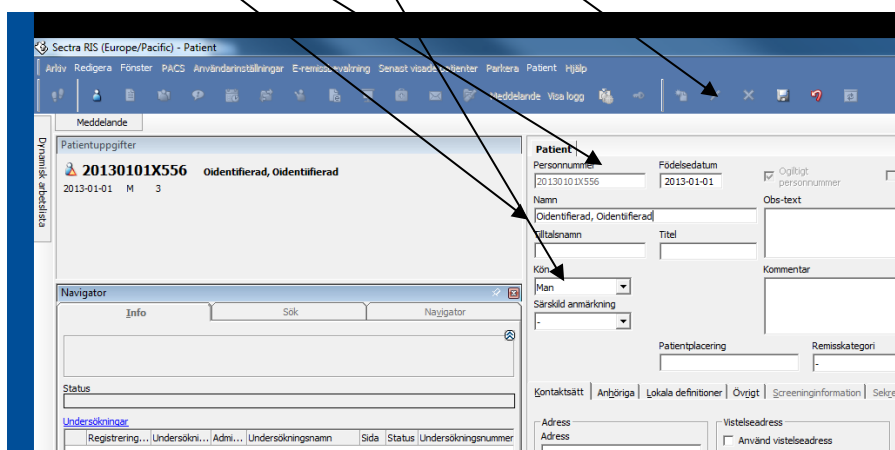 Sectra RIS (Europe/Pacific) - Patient
Arkiv Redigera Fönster PACS Användarinställningar E-remissbevakning Senast visade patienter Parkera Patient Hjälp
Meddelande Visa logg
Meddelande
Dynamisk arbetslista
Patientuppgifter
20130101X556 Oidentifierad, Oidentiifierad
2013-01-01 M 3
Navigator
Info Sök Navigator
Status
Undersökningar
Registrering... Undersökni... Admi... Undersökningsnamn Sida Status Undersökningsnummer
Patient
Personnummer Födelsedatum
20130101X556 2013-01-01 Ogiltigt personnummer
Namn Obs-text
Oidentifierad, Oidentiifierad
Tilltalsnamn Titel
Kön Kommentar
Man
Särskild anmärkning
-
Patientplacering Remisskategori
-
Kontaktsätt Anhöriga Lokala definitioner Övrigt Screeninginformation
Adress Vistelseadress
Adress Använd vistelseadress